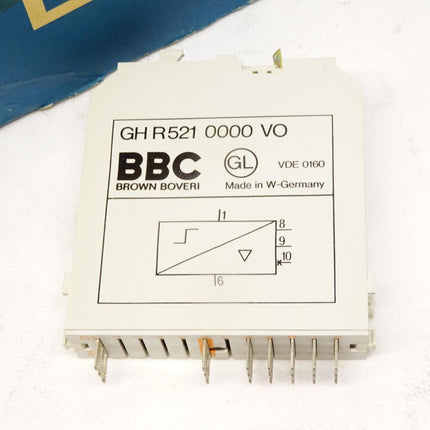 GH R521 0000 VO
BBC GL VDE 0160
BROWN BOVERI Made in W-Germany
1
8
9
10
6